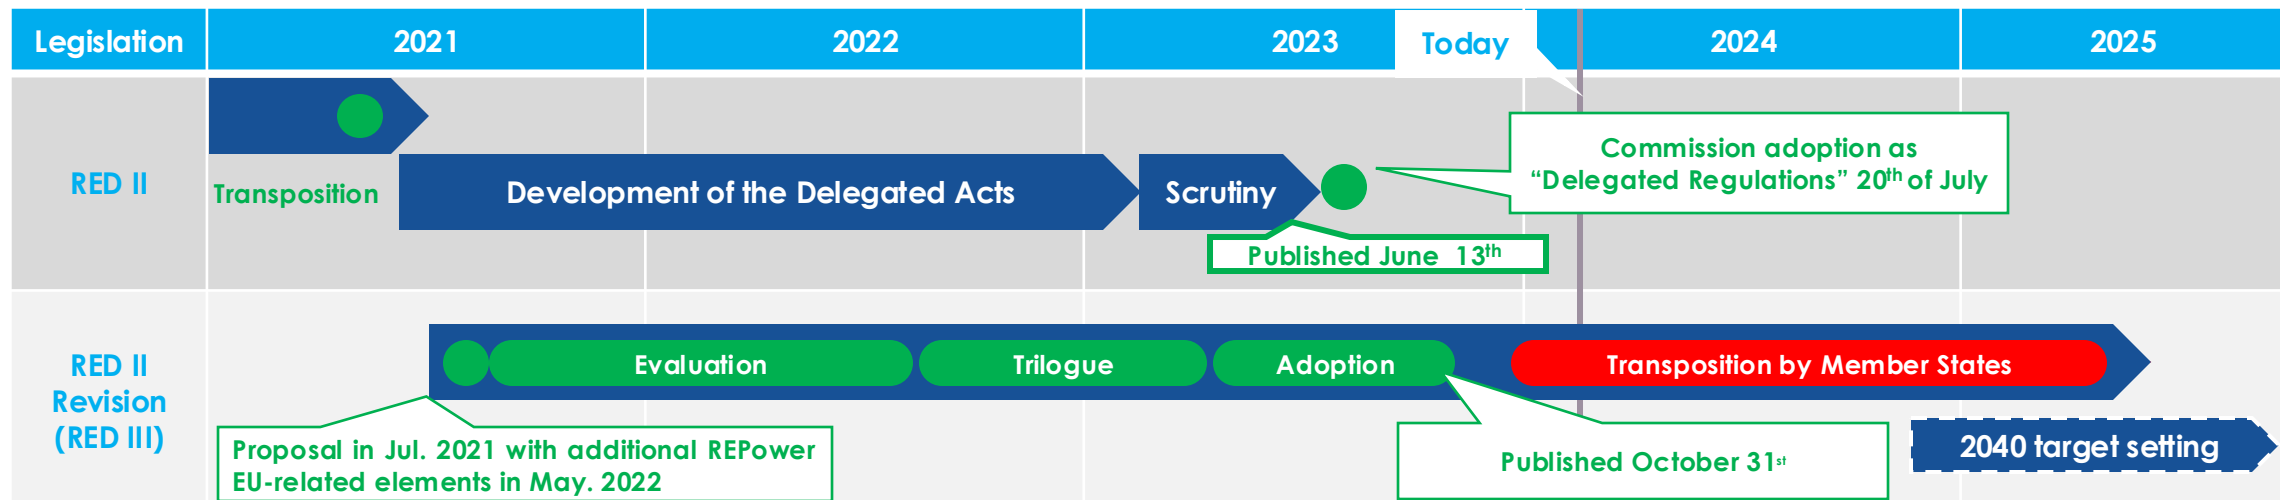 Legislation
2021
2022
2023
Today
2024
2025
RED II
Transposition
Development of the Delegated Acts
Scrutiny
Commission adoption as
“Delegated Regulations” 20th of July
Published June 13th
RED II
Revision
(RED III)
Evaluation
Trilogue
Adoption
Transposition by Member States
Proposal in Jul. 2021 with additional REPower
EU-related elements in May. 2022
Published October 31st
2040 target setting